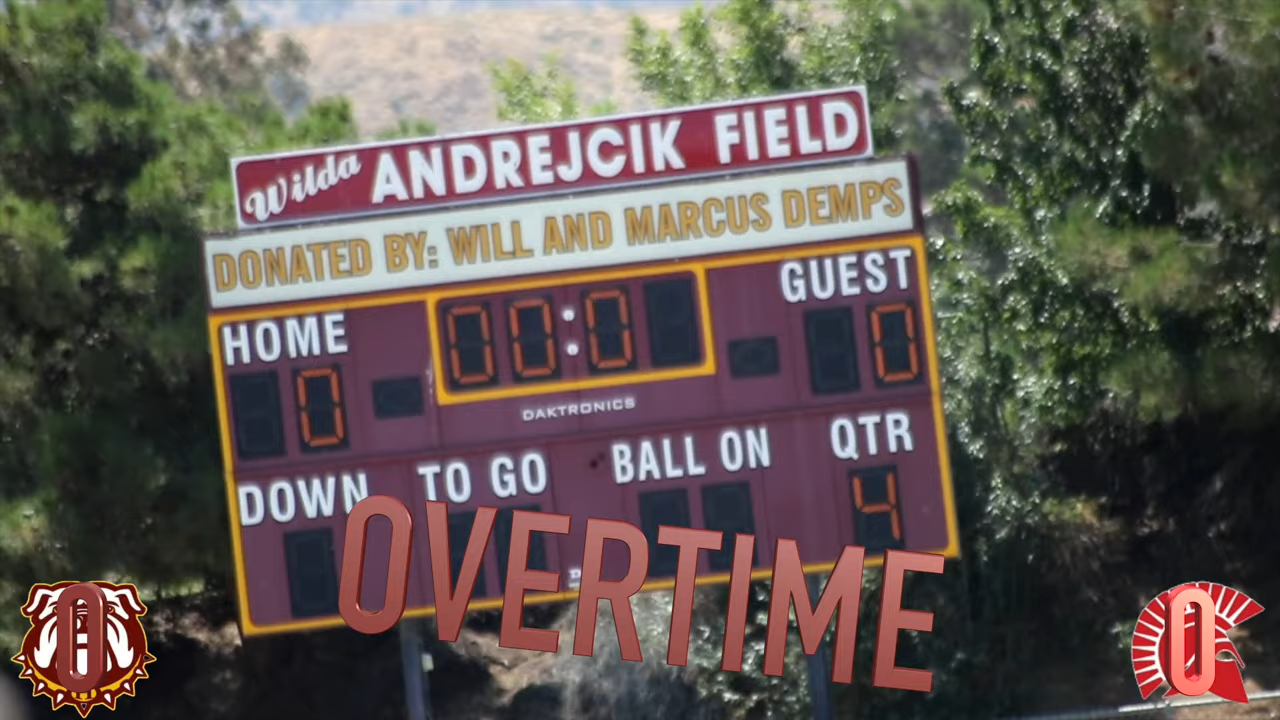 Wilda ANDREJCIK FIELD
DONATED BY: WILL AND MARCUS DEMPS
HOME 00:0 GUEST
0 0
DAKTRONICS
DOWN TO GO BALL ON QTR
4
OVERTIME
0 0